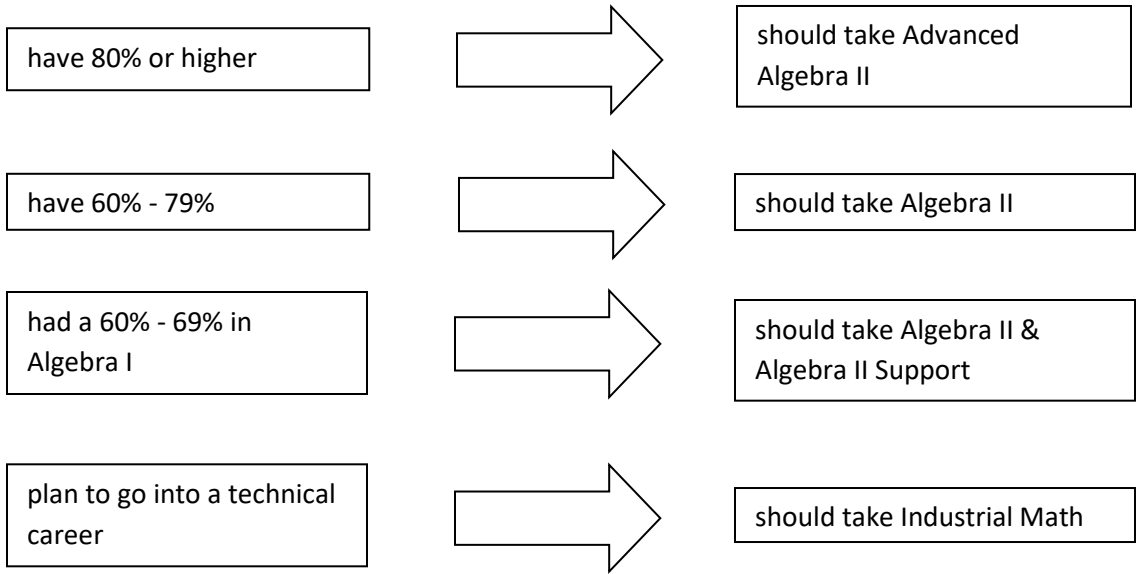 have 80% or higher
should take Advanced
Algebra II
have 60% - 79%
should take Algebra II
had a 60% - 69% in
Algebra I
should take Algebra II &
Algebra II Support
plan to go into a technical
career
should take Industrial Math